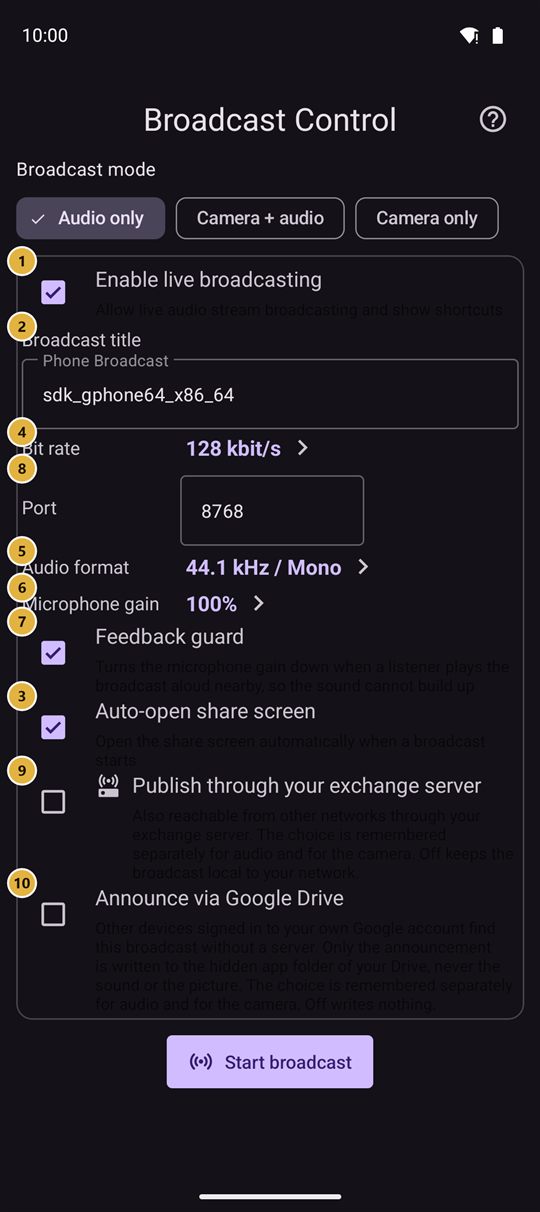 10:00
Broadcast Control
Broadcast mode
Audio only
Camera + audio
Camera only
1
Enable live broadcasting
Allow live audio stream broadcasting and show shortcuts
2
Broadcast title
Phone Broadcast
sdk_gphone64_x86_64
4
Bit rate
128 kbit/s
8
Port
8768
5
Audio format
44.1 kHz / Mono
6
Microphone gain
100%
7
Feedback guard
Turns the microphone gain down when a listener plays the
broadcast aloud nearby, so the sound cannot build up
3
Auto-open share screen
Open the share screen automatically when a broadcast
starts
9
Publish through your exchange server
Also reachable from other networks through your
exchange server. The choice is remembered
separately for audio and for the camera. Off keeps the
broadcast local to your network.
10
Announce via Google Drive
Other devices signed in to your own Google account find
this broadcast without a server. Only the announcement
is written to the hidden app folder of your Drive, never the
sound or the picture. The choice is remembered separately
for audio and for the camera. Off writes nothing.
Start broadcast